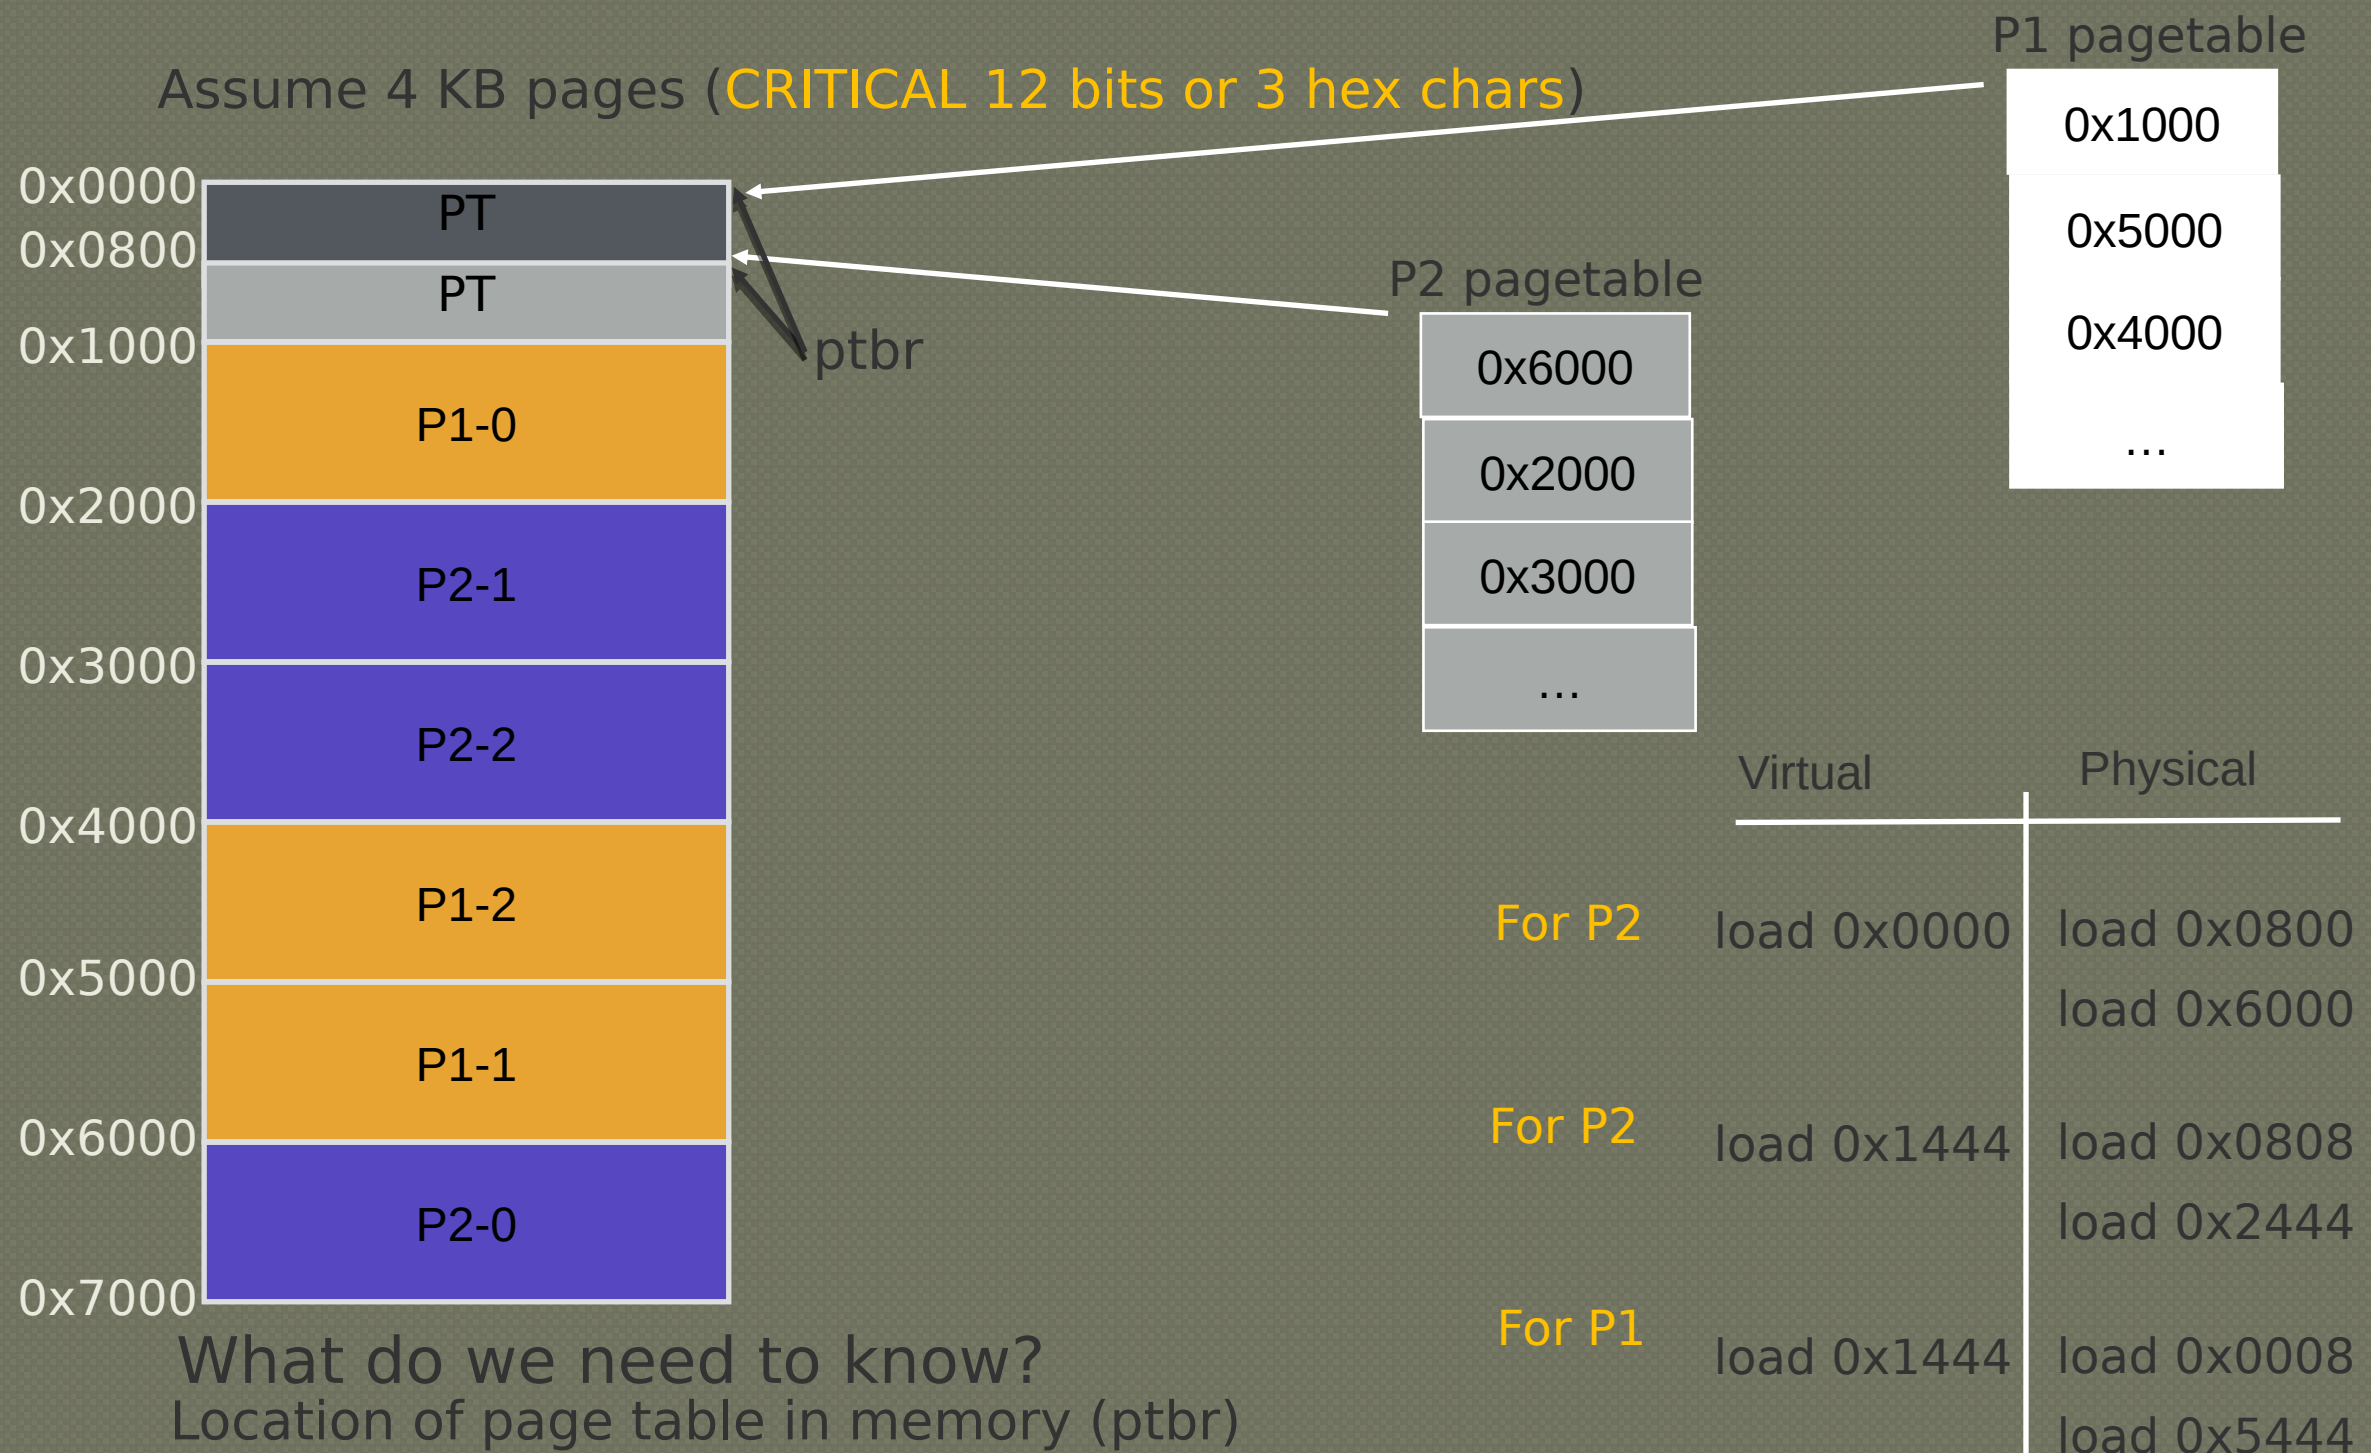 P1 pagetable
Assume 4 KB pages (CRITICAL 12 bits or 3 hex chars)
0x1000
0x5000
0x4000
…
0x0000
PT
0x0800
PT
0x1000
ptbr
P1-0
0x2000
P2-1
0x3000
P2-2
0x4000
P1-2
0x5000
P1-1
0x6000
P2-0
0x7000
P2 pagetable
0x6000
0x2000
0x3000
…
Virtual
Physical
For P2
load 0x0000
load 0x0800
load 0x6000
For P2
load 0x1444
load 0x0808
load 0x2444
For P1
load 0x1444
load 0x0008
load 0x5444
What do we need to know?
Location of page table in memory (ptbr)